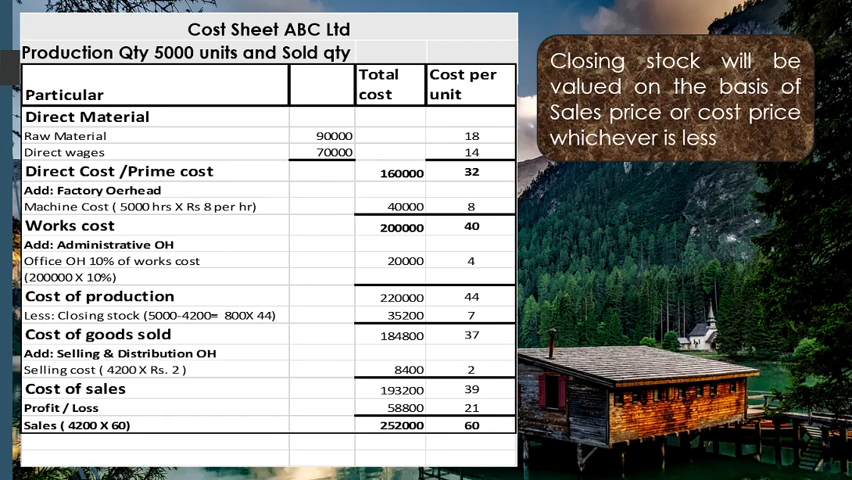 Cost Sheet ABC Ltd
Production Qty 5000 units and Sold qty
Particular Total cost Cost per unit
Direct Material
Raw Material 90000 18
Direct wages 70000 14
Direct Cost /Prime cost 160000 32
Add: Factory Oerhead
Machine Cost ( 5000 hrs X Rs 8 per hr) 40000 8
Works cost 200000 40
Add: Administrative OH
Office OH 10% of works cost 20000 4
(200000 X 10%)
Cost of production 220000 44
Less: Closing stock (5000-4200= 800X 44) 35200 7
Cost of goods sold 184800 37
Add: Selling & Distribution OH
Selling cost ( 4200 X Rs. 2 ) 8400 2
Cost of sales 193200 39
Profit / Loss 58800 21
Sales ( 4200 X 60) 252000 60
Closing stock will be
valued on the basis of
Sales price or cost price
whichever is less